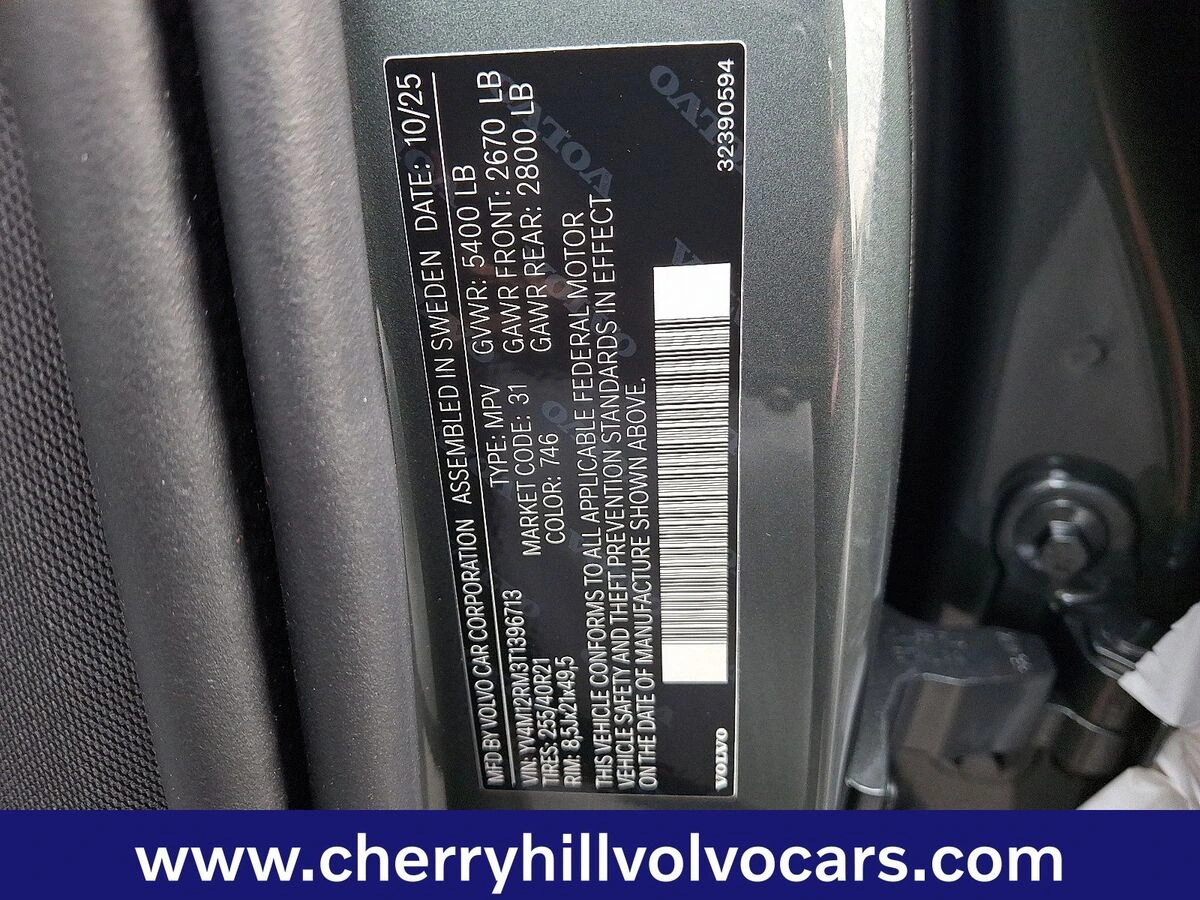 MFD BY VOLVO CAR CORPORATION ASSEMBLED IN SWEDEN DATE: 10/25
VIN: YV4M12RM3T1396713 TYPE: MPV GVWR: 5400 LB
TIRES: 255/40R21 MARKET CODE: 31 GAWR FRONT: 2670 LB
RIM: 8,5Jx21x49,5 COLOR: 746 GAWR REAR: 2800 LB
THIS VEHICLE CONFORMS TO ALL APPLICABLE FEDERAL MOTOR
VEHICLE SAFETY AND THEFT PREVENTION STANDARDS IN EFFECT
ON THE DATE OF MANUFACTURE SHOWN ABOVE.
VOLVO 32390594
www.cherryhillvolvocars.com